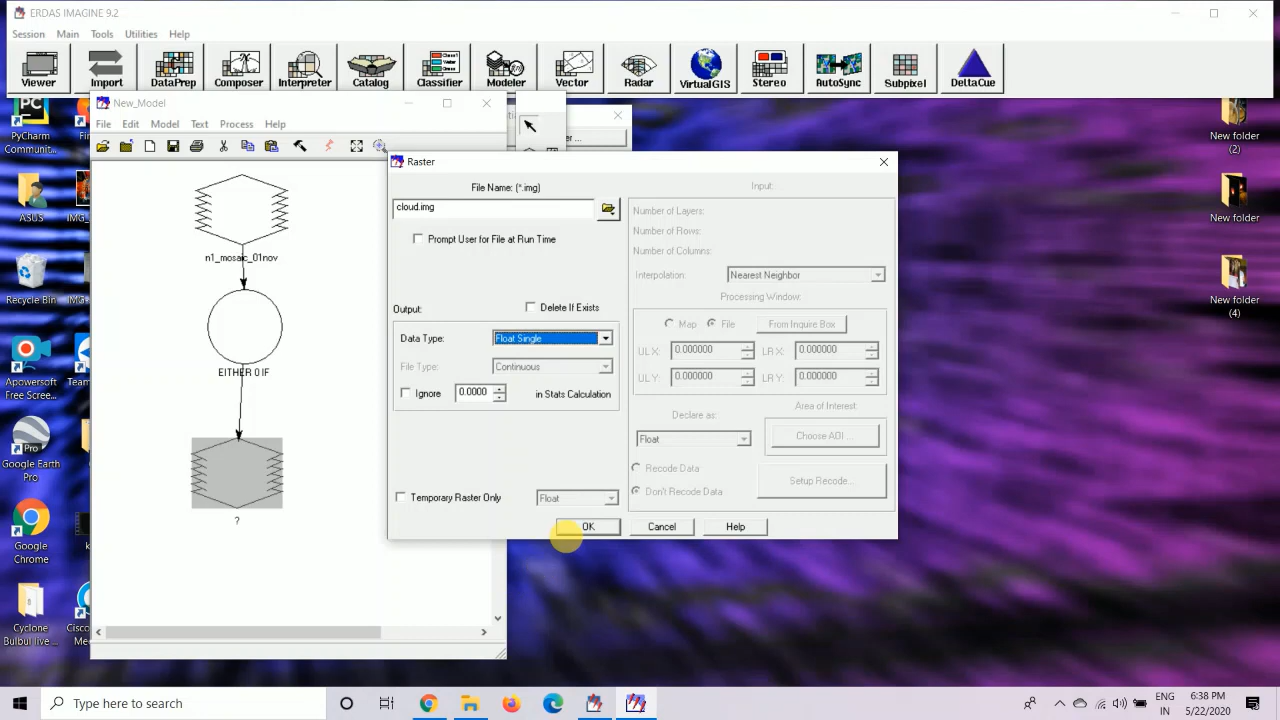 ERDAS IMAGINE 9.2
Session Main Tools Utilities Help
Viewer Import DataPrep Composer Interpreter Catalog Classifier Modeler Vector Radar VirtualGIS Stereo AutoSync Subpixel DeltaCue
New_Model
File Edit Model Text Process Help
n1_mosaic_01nov
EITHER 0 IF
?
Raster
File Name: (*.img)
cloud.img
Prompt User for File at Run Time
Output:
Delete If Exists
Data Type: Float Single
File Type: Continuous
Ignore 0.0000 in Stats Calculation
Temporary Raster Only Float
OK Cancel Help
Input:
Number of Layers:
Number of Rows:
Number of Columns:
Interpolation: Nearest Neighbor
Processing Window:
Map File From Inquire Box
UL X: 0.000000 LR X: 0.000000
UL Y: 0.000000 LR Y: 0.000000
Declare as: Area of Interest:
Float Choose AOI ...
Recode Data
Don't Recode Data Setup Recode...
PyCharm
Communit...
ASUS
Recycle Bin
Apowersoft
Free Scree...
Google Earth
Pro
Google
Chrome
Cyclone
Bulbul live ...
New folder
(2)
New folder
New folder
(4)
Type here to search
ENG
IN
6:38 PM
5/22/2020